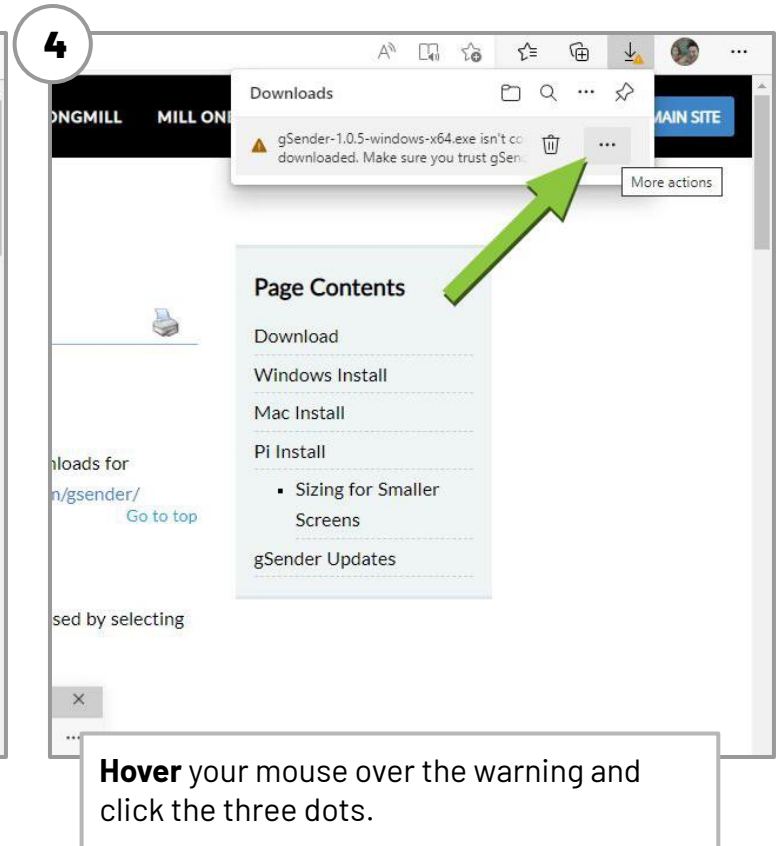 4
Downloads
ONGMILL MILL ONE MAIN SITE
gSender-1.0.5-windows-x64.exe isn't co
downloaded. Make sure you trust gSen
More actions
Page Contents
Download
Windows Install
Mac Install
Pi Install
nloads for
▪ Sizing for Smaller
n/gsender/
Screens
Go to top
gSender Updates
sed by selecting
Hover your mouse over the warning and
click the three dots.